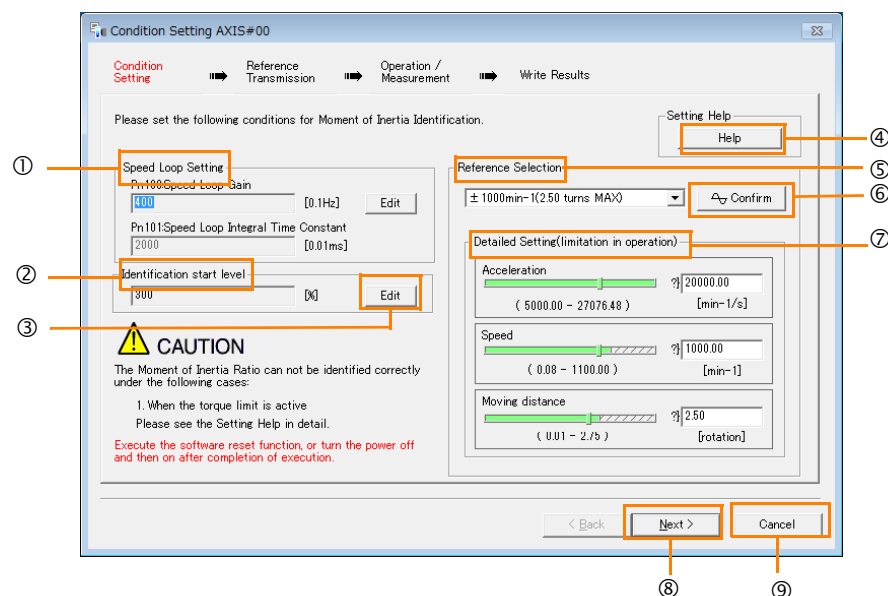 Condition Setting AXIS#00
Condition Setting
Reference Transmission
Operation / Measurement
Write Results
Please set the following conditions for Moment of Inertia Identification.
Setting Help
Help
④
①
Speed Loop Setting
Pn100:Speed Loop Gain
400 [0.1Hz] Edit
Pn101:Speed Loop Integral Time Constant
2000 [0.01ms]
②
Identification start level
300 [%] Edit
③
CAUTION
The Moment of Inertia Ratio can not be identified correctly
under the following cases:
1. When the torque limit is active
Please see the Setting Help in detail.
Execute the software reset function, or turn the power off
and then on after completion of execution.
Reference Selection
⑤
±1000min-1(2.50 turns MAX)
Confirm
⑥
Detailed Setting(limitation in operation)
⑦
Acceleration
20000.00
( 5000.00 - 27076.48 ) [min-1/s]
Speed
1000.00
( 0.08 - 1100.00 ) [min-1]
Moving distance
2.50
( 0.01 - 2.75 ) [rotation]
< Back Next > Cancel
⑧ ⑨